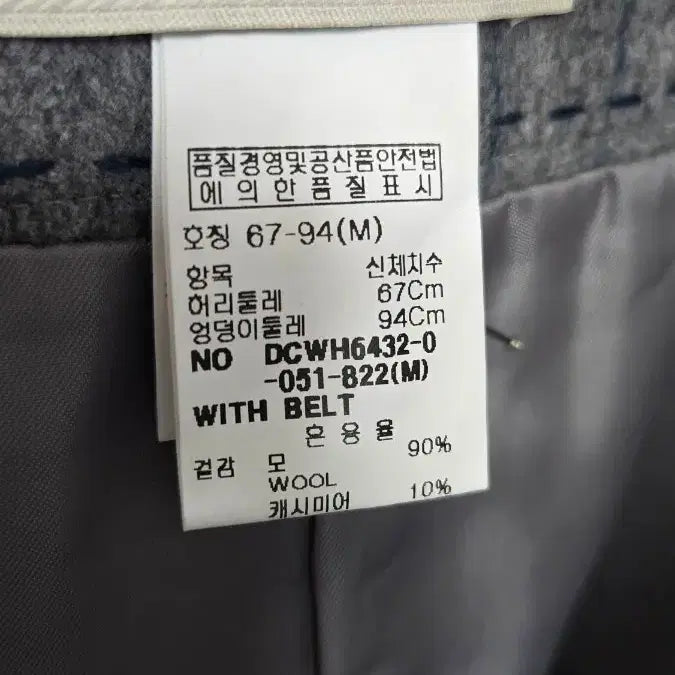 품질경영및공산품안전법
에 의 한 품 질 표 시
호칭 67-94(M)
항목 신체치수
허리둘레 67Cm
엉덩이둘레 94Cm
NO DCWH6432-0
-051-822(M)
WITH BELT
혼 용 율
겉감 모 90%
WOOL
캐시미어 10%